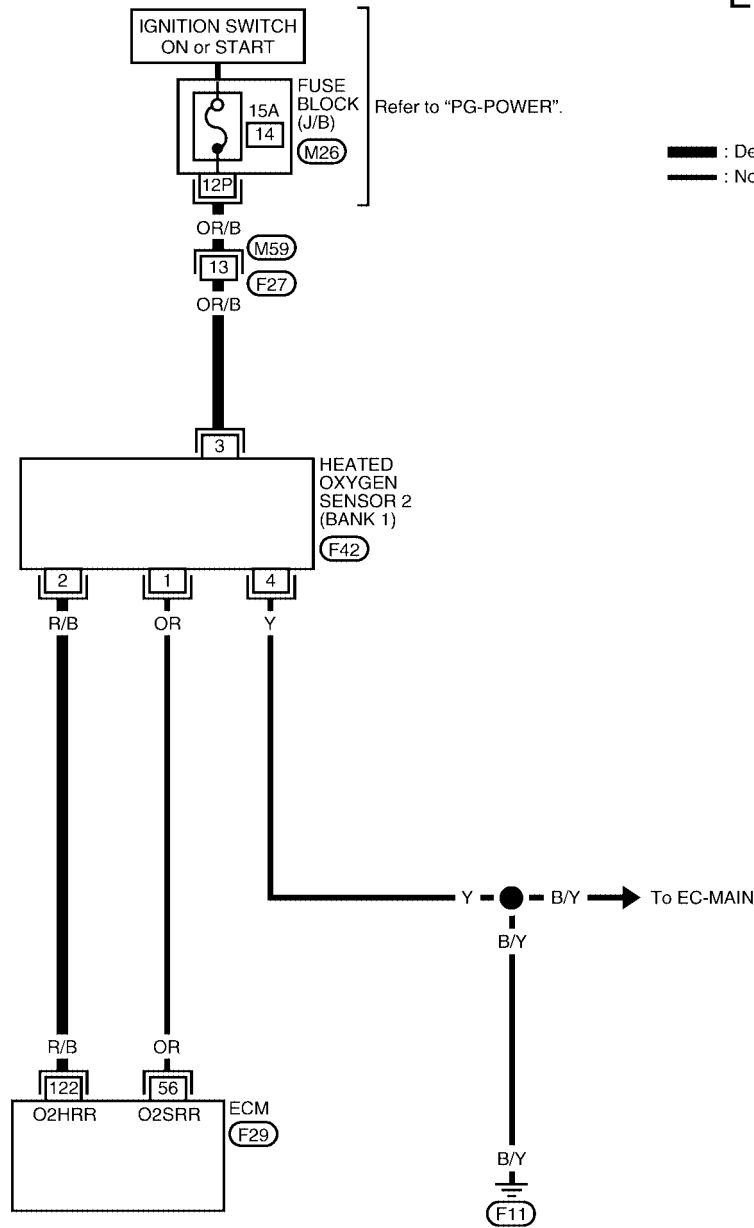 IGNITION SWITCH
ON or START
FUSE
BLOCK
(J/B)
15A
14
M26
Refer to “PG-POWER”.
: De
: No
12P
OR/B
M59
13
F27
OR/B
3
HEATED
OXYGEN
SENSOR 2
(BANK 1)
F42
2 1 4
R/B OR Y
Y B/Y To EC-MAIN
B/Y
R/B OR
122 56
O2HRR O2SRR ECM
F29
B/Y
F11